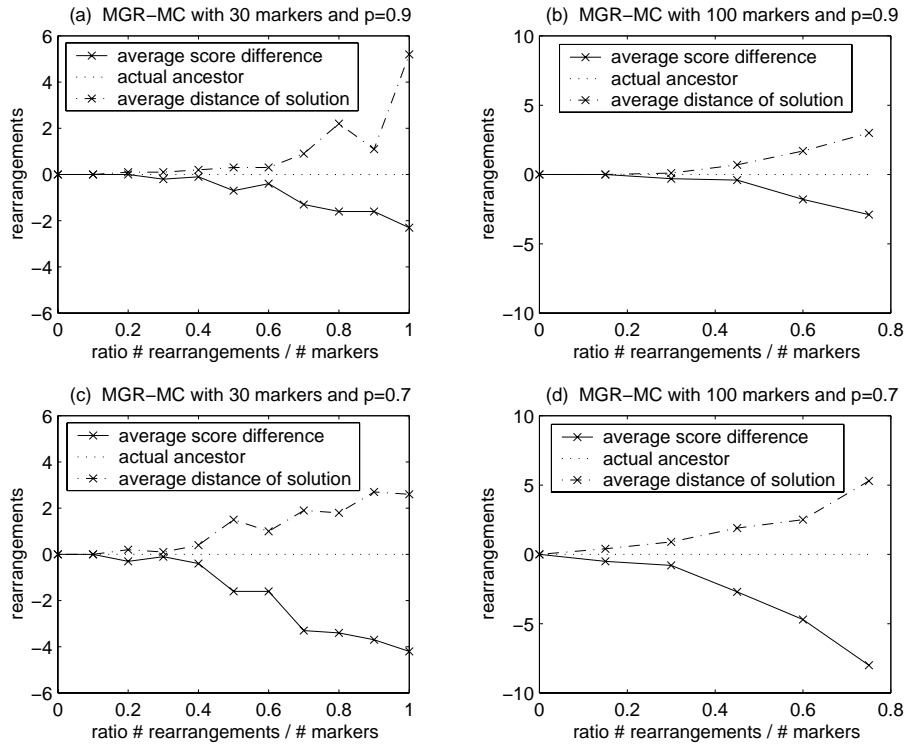 (a) MGR−MC with 30 markers and p=0.9
6
4
2
0
−2
−4
−6
rearrangements
average score difference
actual ancestor
average distance of solution
0 0.2 0.4 0.6 0.8 1
ratio # rearrangements / # markers
(b) MGR−MC with 100 markers and p=0.9
10
5
0
−5
−10
rearrangements
average score difference
actual ancestor
average distance of solution
0 0.2 0.4 0.6 0.8
ratio # rearrangements / # markers
(c) MGR−MC with 30 markers and p=0.7
6
4
2
0
−2
−4
−6
rearrangements
average score difference
actual ancestor
average distance of solution
0 0.2 0.4 0.6 0.8 1
ratio # rearrangements / # markers
(d) MGR−MC with 100 markers and p=0.7
10
5
0
−5
−10
rearrangements
average score difference
actual ancestor
average distance of solution
0 0.2 0.4 0.6 0.8
ratio # rearrangements / # markers